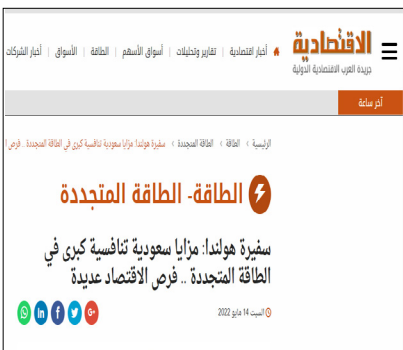 الاقتصادية
جريدة العرب الاقتصادية الدولية
أخبار اقتصادية | تقارير وتحليلات | أسواق الأسهم | الطاقة | الأسواق | أخبار الشركات
آخر ساعة
الرئيسية > الطاقة > الطاقة المتجددة > سفيرة هولندا: مزايا سعودية تنافسية كبرى في الطاقة المتجددة .. فرص ا
الطاقة- الطاقة المتجددة
سفيرة هولندا: مزايا سعودية تنافسية كبرى في
الطاقة المتجددة .. فرص الاقتصاد عديدة
السبت 14 مايو 2022